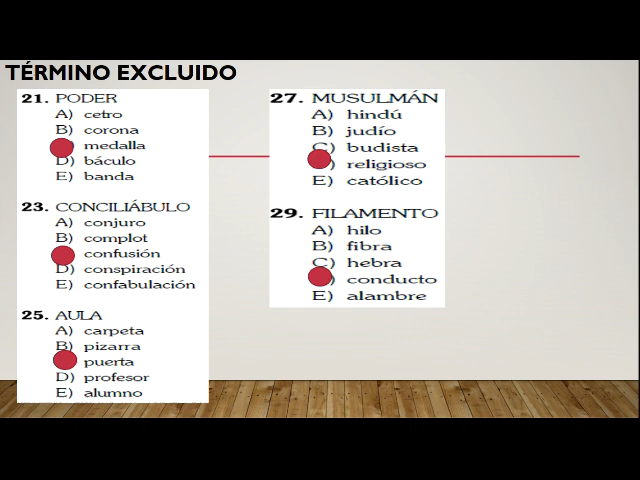 TÉRMINO EXCLUIDO
21. PODER
A) cetro
B) corona
) medalla
D) báculo
E) banda
23. CONCILIÁBULO
A) conjuro
B) complot
confusión
D) conspiración
E) confabulación
25. AULA
A) carpeta
B) pizarra
puerta
D) profesor
E) alumno
27. MUSULMÁN
A) hindú
B) judío
C) budista
) religioso
E) católico
29. FILAMENTO
A) hilo
B) fibra
C) hebra
) conducto
E) alambre